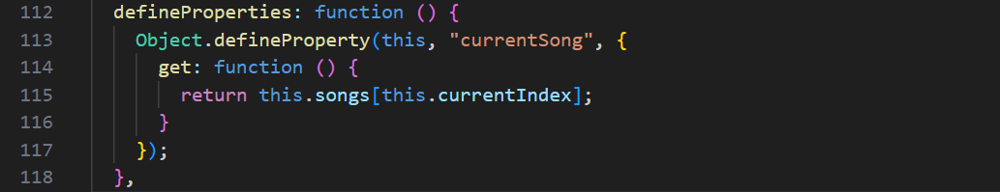 112 defineProperties: function () {
113 Object.defineProperty(this, "currentSong", {
114 get: function () {
115 return this.songs[this.currentIndex];
116 }
117 });
118 },